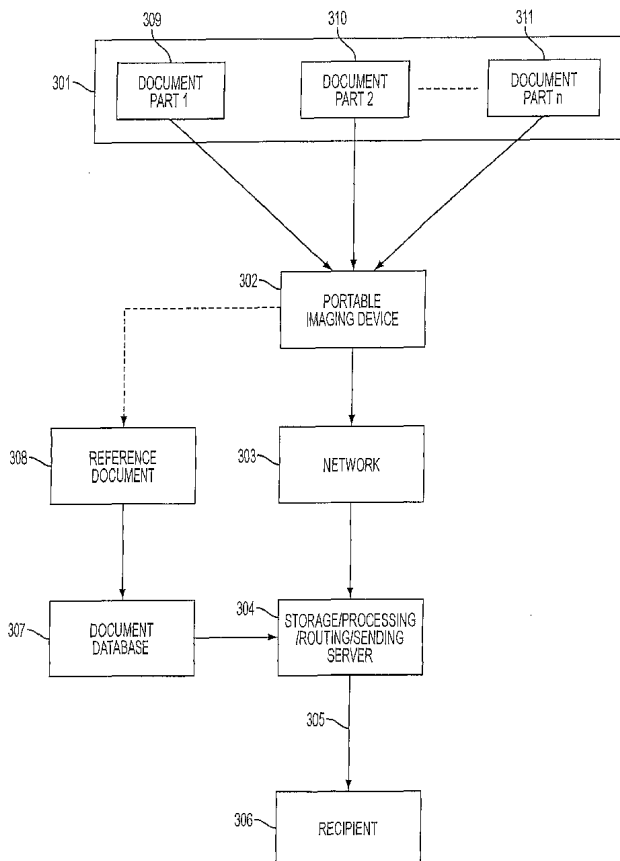 309
310
311
301
DOCUMENT
PART 1
DOCUMENT
PART 2
DOCUMENT
PART n
302
PORTABLE
IMAGING DEVICE
308
REFERENCE
DOCUMENT
303
NETWORK
307
DOCUMENT
DATABASE
304
STORAGE/PROCESSING
/ROUTING/SENDING
SERVER
305
306
RECIPIENT